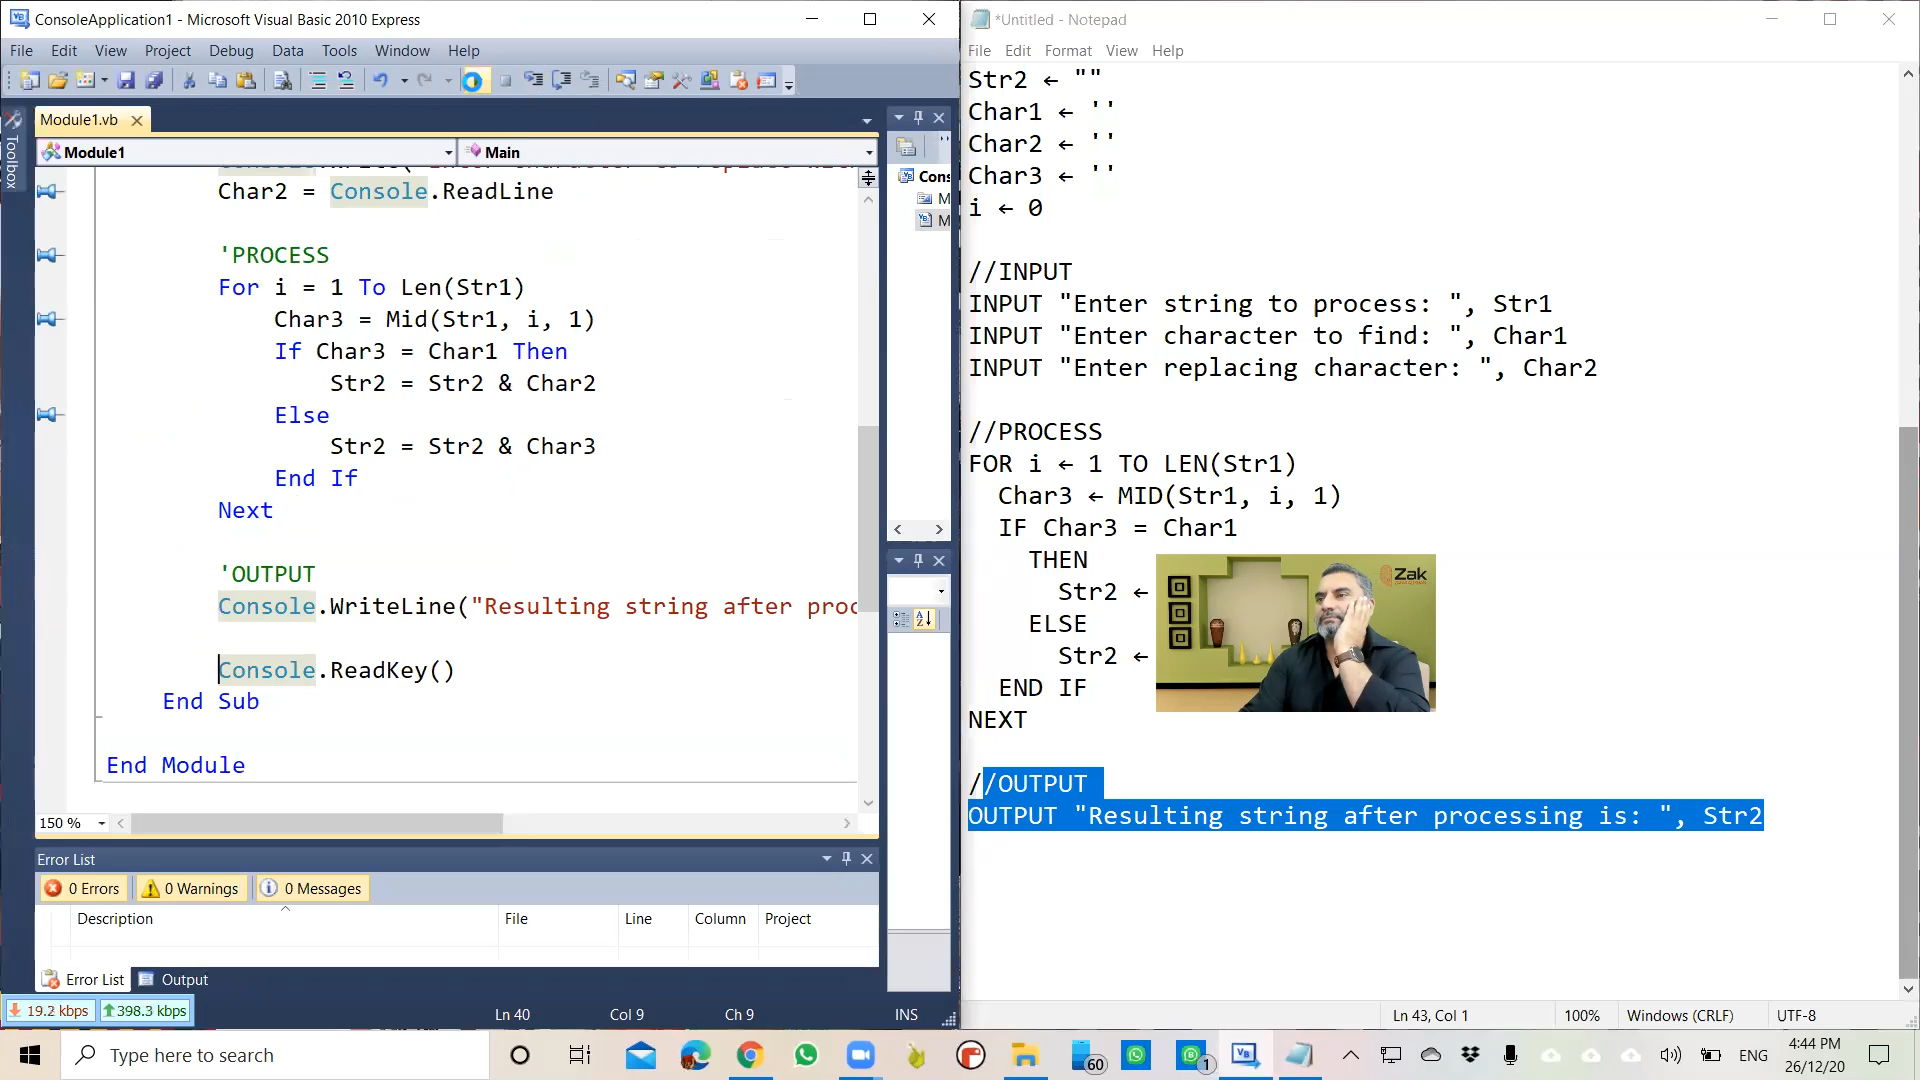 ConsoleApplication1 - Microsoft Visual Basic 2010 Express
File Edit View Project Debug Data Tools Window Help
Toolbox
Module1.vb
Module1
Main
Char2 = Console.ReadLine
'PROCESS
For i = 1 To Len(Str1)
Char3 = Mid(Str1, i, 1)
If Char3 = Char1 Then
Str2 = Str2 & Char2
Else
Str2 = Str2 & Char3
End If
Next
'OUTPUT
Console.WriteLine("Resulting string after proc
Console.ReadKey()
End Sub
End Module
150 %
Cons
M
M
Error List
0 Errors
0 Warnings
0 Messages
Description File Line Column Project
Error List
Output
19.2 kbps
398.3 kbps
Ln 40 Col 9 Ch 9 INS
*Untitled - Notepad
File Edit Format View Help
Str2 ← ""
Char1 ← ''
Char2 ← ''
Char3 ← ''
i ← 0
//INPUT
INPUT "Enter string to process: ", Str1
INPUT "Enter character to find: ", Char1
INPUT "Enter replacing character: ", Char2
//PROCESS
FOR i ← 1 TO LEN(Str1)
Char3 ← MID(Str1, i, 1)
IF Char3 = Char1
THEN
Str2 ←
ELSE
Str2 ←
END IF
NEXT
//OUTPUT
OUTPUT "Resulting string after processing is: ", Str2
Zak
Ln 43, Col 1 100% Windows (CRLF) UTF-8
Type here to search
60
1
ENG
4:44 PM
26/12/20